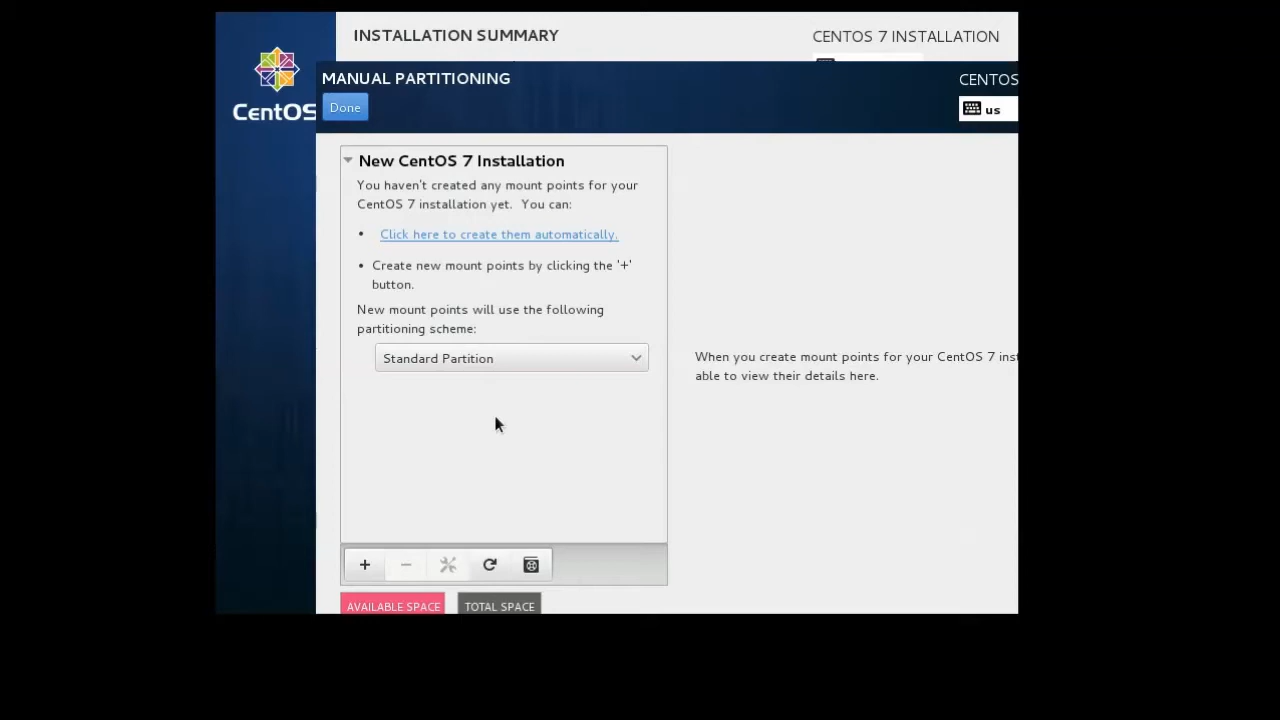 INSTALLATION SUMMARY
CENTOS 7 INSTALLATION
CentOS
MANUAL PARTITIONING
CENTOS
Done
us
New CentOS 7 Installation
You haven't created any mount points for your
CentOS 7 installation yet.  You can:
• Click here to create them automatically.
• Create new mount points by clicking the '+'
button.
New mount points will use the following
partitioning scheme:
Standard Partition
When you create mount points for your CentOS 7 inst
able to view their details here.
AVAILABLE SPACE
TOTAL SPACE